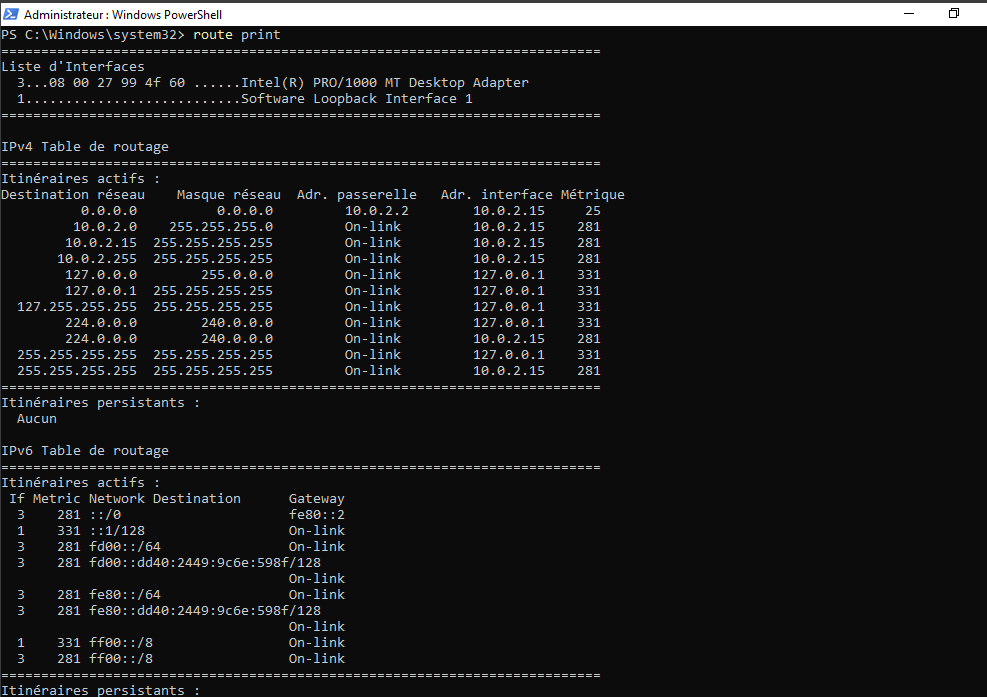 Administrateur : Windows PowerShell
PS C:\Windows\system32> route print
===========================================================================
Liste d'Interfaces
  3...08 00 27 99 4f 60 ......Intel(R) PRO/1000 MT Desktop Adapter
  1...........................Software Loopback Interface 1
===========================================================================
IPv4 Table de routage
===========================================================================
Itinéraires actifs :
Destination réseau    Masque réseau  Adr. passerelle   Adr. interface Métrique
          0.0.0.0          0.0.0.0         10.0.2.2        10.0.2.15     25
         10.0.2.0    255.255.255.0         On-link         10.0.2.15    281
        10.0.2.15  255.255.255.255         On-link         10.0.2.15    281
       10.0.2.255  255.255.255.255         On-link         10.0.2.15    281
        127.0.0.0        255.0.0.0         On-link         127.0.0.1    331
        127.0.0.1  255.255.255.255         On-link         127.0.0.1    331
  127.255.255.255  255.255.255.255         On-link         127.0.0.1    331
        224.0.0.0        240.0.0.0         On-link         127.0.0.1    331
        224.0.0.0        240.0.0.0         On-link         10.0.2.15    281
  255.255.255.255  255.255.255.255         On-link         127.0.0.1    331
  255.255.255.255  255.255.255.255         On-link         10.0.2.15    281
===========================================================================
Itinéraires persistants :
  Aucun
IPv6 Table de routage
===========================================================================
Itinéraires actifs :
 If Metric Network Destination      Gateway
  3    281 ::/0                     fe80::2
  1    331 ::1/128                  On-link
  3    281 fd00::/64                On-link
  3    281 fd00::dd40:2449:9c6e:598f/128
                                    On-link
  3    281 fe80::/64                On-link
  3    281 fe80::dd40:2449:9c6e:598f/128
                                    On-link
  1    331 ff00::/8                 On-link
  3    281 ff00::/8                 On-link
===========================================================================
Itinéraires persistants :